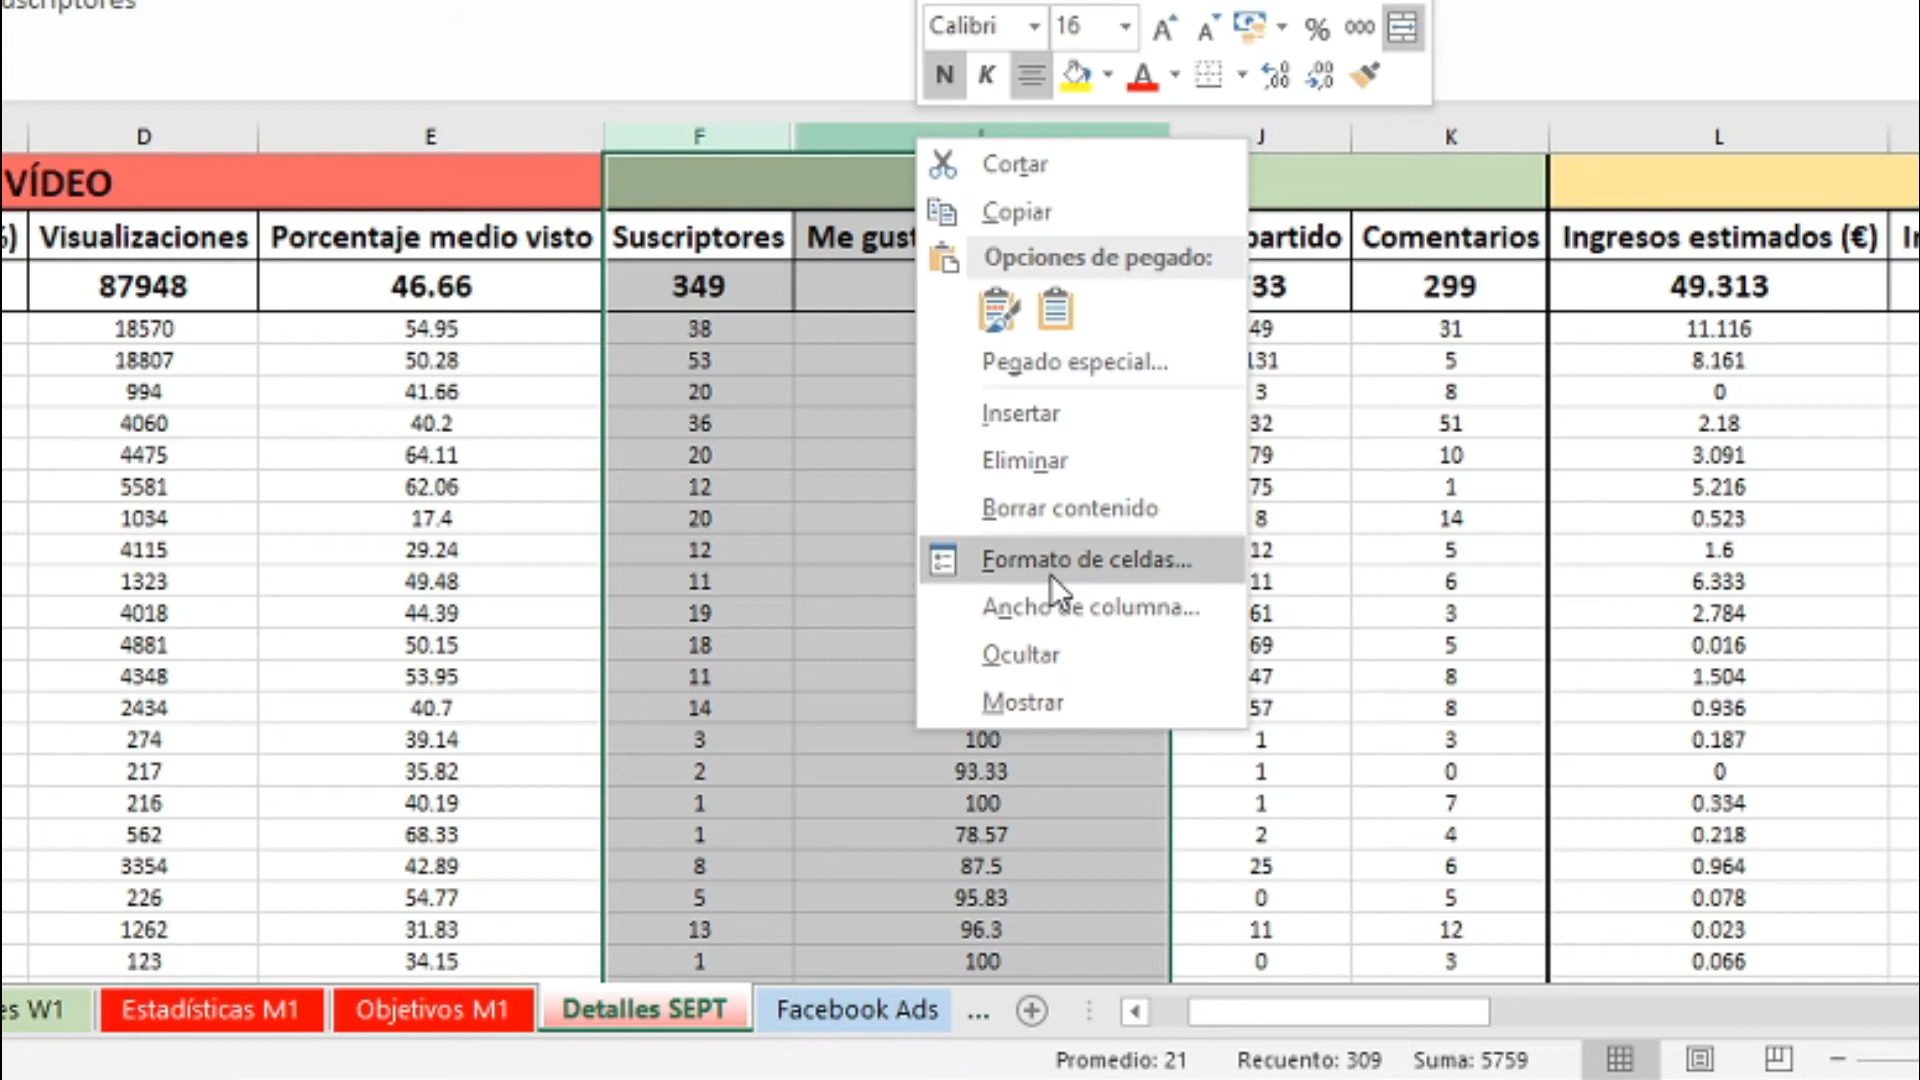 Calibri 16
% 000
N K A
D E F J K L
VÍDEO
Visualizaciones Porcentaje medio visto Suscriptores Me gust partido Comentarios Ingresos estimados (€)
87948 46.66 349 33 299 49.313
18570 54.95 38 49 31 11.116
18807 50.28 53 131 5 8.161
994 41.66 20 3 8 0
4060 40.2 36 32 51 2.18
4475 64.11 20 79 10 3.091
5581 62.06 12 75 1 5.216
1034 17.4 20 8 14 0.523
4115 29.24 12 12 5 1.6
1323 49.48 11 11 6 6.333
4018 44.39 19 61 3 2.784
4881 50.15 18 69 5 0.016
4348 53.95 11 47 8 1.504
2434 40.7 14 57 8 0.936
274 39.14 3 100 1 3 0.187
217 35.82 2 93.33 1 0 0
216 40.19 1 100 1 7 0.334
562 68.33 1 78.57 2 4 0.218
3354 42.89 8 87.5 25 6 0.964
226 54.77 5 95.83 0 5 0.078
1262 31.83 13 96.3 11 12 0.023
123 34.15 1 100 0 3 0.066
Cortar
Copiar
Opciones de pegado:
Pegado especial...
Insertar
Eliminar
Borrar contenido
Formato de celdas...
Ancho de columna...
Ocultar
Mostrar
es W1 Estadísticas M1 Objetivos M1 Detalles SEPT Facebook Ads ...
Promedio: 21 Recuento: 309 Suma: 5759